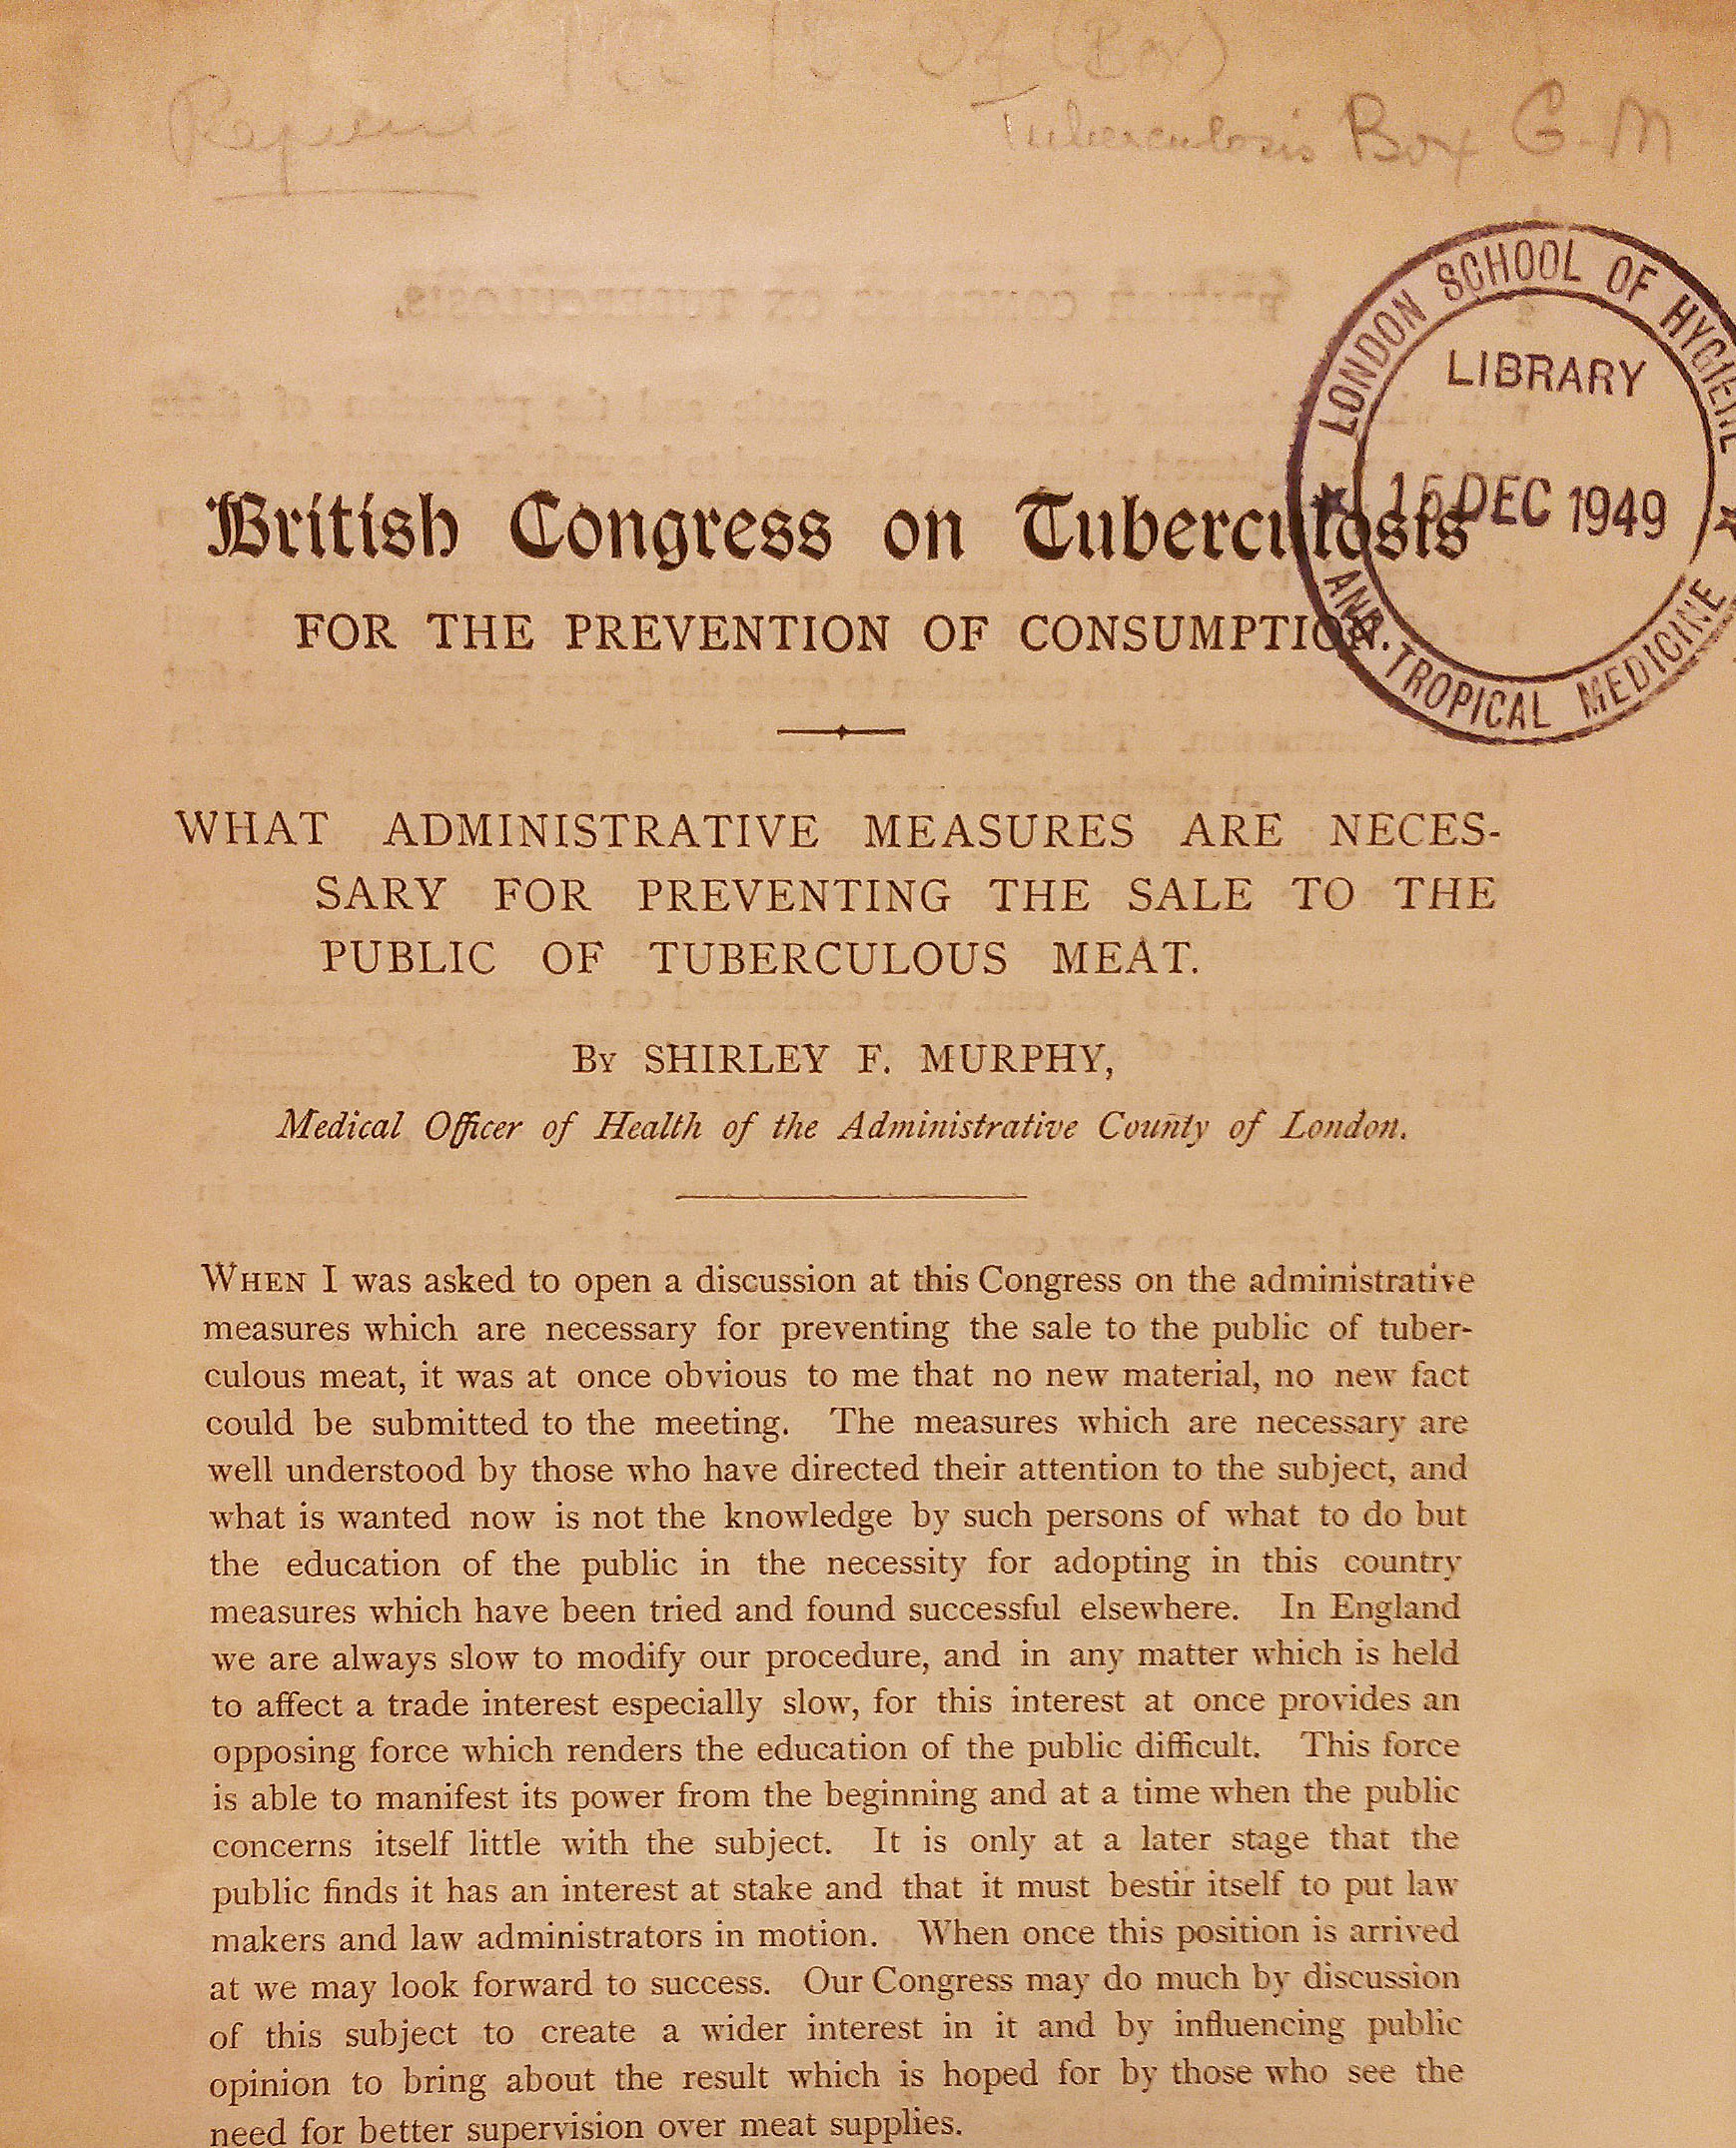 (Box)
Tuberculosis Box G-M
LONDON SCHOOL OF HYGIENE
AND TROPICAL MEDICINE
LIBRARY
DEC 1949
British Congress on Tuberculosis
FOR THE PREVENTION OF CONSUMPTION.
WHAT ADMINISTRATIVE MEASURES ARE NECES-
SARY FOR PREVENTING THE SALE TO THE
PUBLIC OF TUBERCULOUS MEAT.
BY SHIRLEY F. MURPHY,
Medical Officer of Health of the Administrative County of London.
WHEN I was asked to open a discussion at this Congress on the administrative
measures which are necessary for preventing the sale to the public of tuber-
culous meat, it was at once obvious to me that no new material, no new fact
could be submitted to the meeting. The measures which are necessary are
well understood by those who have directed their attention to the subject, and
what is wanted now is not the knowledge by such persons of what to do but
the education of the public in the necessity for adopting in this country
measures which have been tried and found successful elsewhere. In England
we are always slow to modify our procedure, and in any matter which is held
to affect a trade interest especially slow, for this interest at once provides an
opposing force which renders the education of the public difficult. This force
is able to manifest its power from the beginning and at a time when the public
concerns itself little with the subject. It is only at a later stage that the
public finds it has an interest at stake and that it must bestir itself to put law
makers and law administrators in motion. When once this position is arrived
at we may look forward to success. Our Congress may do much by discussion
of this subject to create a wider interest in it and by influencing public
opinion to bring about the result which is hoped for by those who see the
need for better supervision over meat supplies.